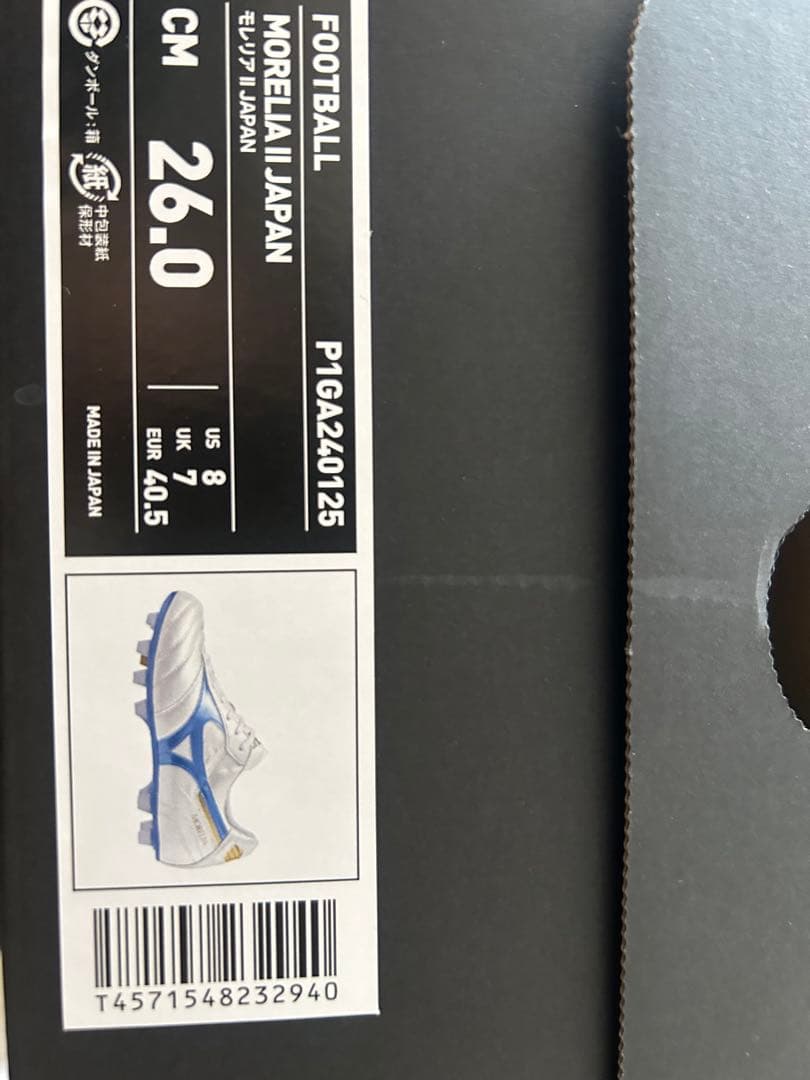 FOOTBALL P1GA240125
MORELIA II JAPAN
モレリア II JAPAN
CM 26.0
US 8
UK 7
EUR 40.5
ダンボール：箱
紙
中包装紙
保形材
MADE IN JAPAN
MORELIA
T4571548232940